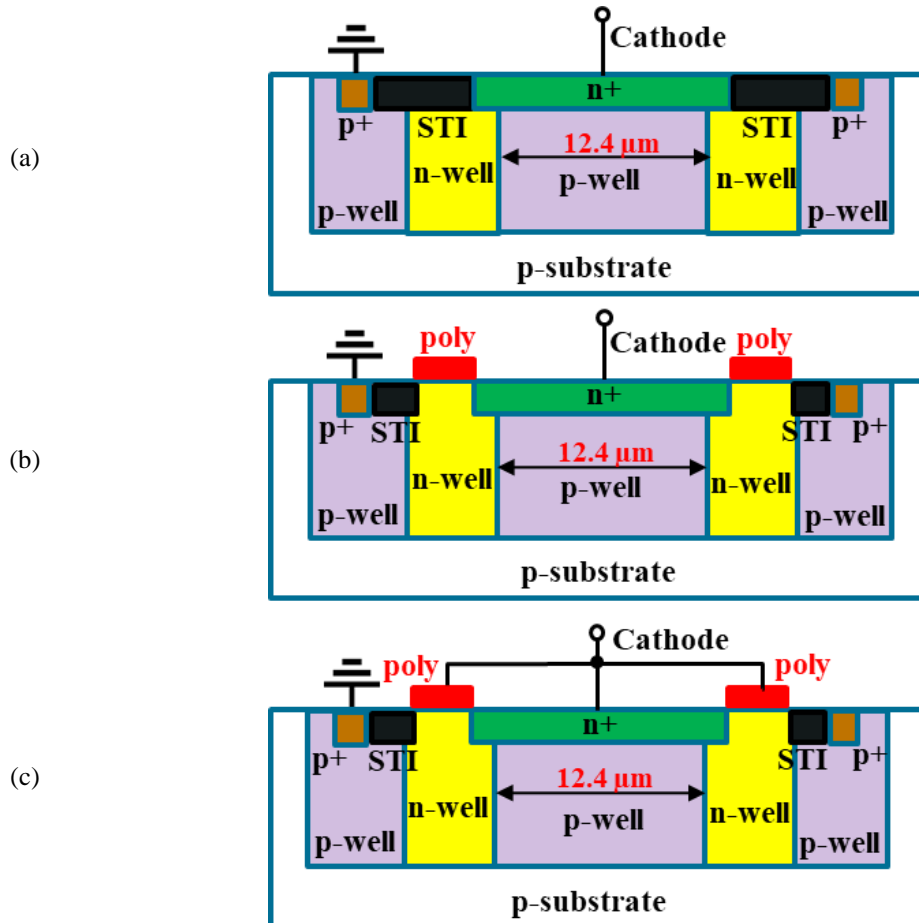 Cathode
n+
p+
STI
STI
p+
(a)
12.4 µm
n-well
p-well
n-well
p-well
p-well
p-substrate
poly
Cathode
poly
n+
p+
STI
STI
p+
(b)
12.4 µm
n-well
p-well
n-well
p-well
p-well
p-substrate
Cathode
poly
poly
n+
p+
STI
STI
p+
(c)
12.4 µm
n-well
p-well
n-well
p-well
p-well
p-substrate